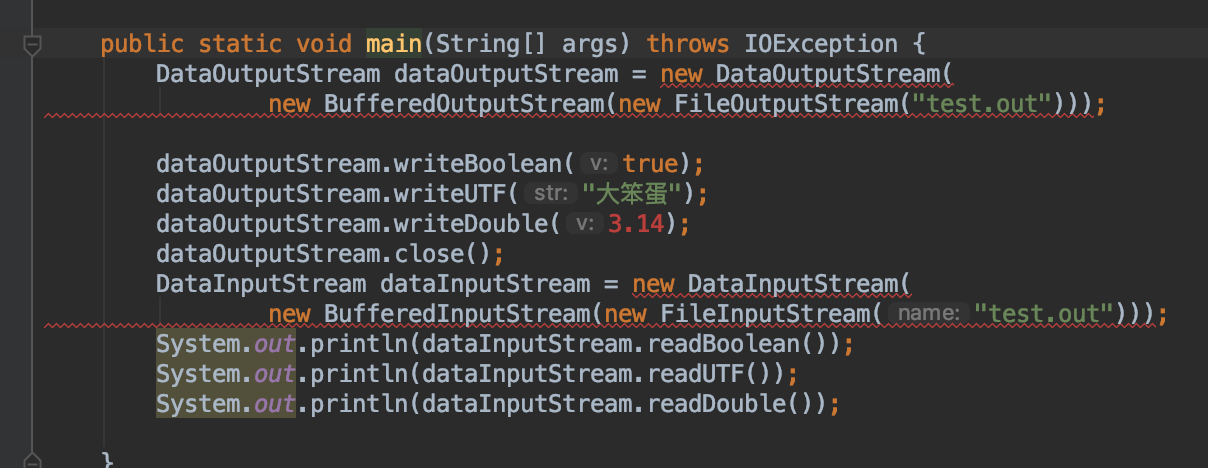 public static void main(String[] args) throws IOException {
DataOutputStream dataOutputStream = new DataOutputStream(
new BufferedOutputStream(new FileOutputStream("test.out")));
dataOutputStream.writeBoolean( v: true);
dataOutputStream.writeUTF( str: "大笨蛋");
dataOutputStream.writeDouble( v: 3.14);
dataOutputStream.close();
DataInputStream dataInputStream = new DataInputStream(
new BufferedInputStream(new FileInputStream( name: "test.out")));
System.out.println(dataInputStream.readBoolean());
System.out.println(dataInputStream.readUTF());
System.out.println(dataInputStream.readDouble());
}